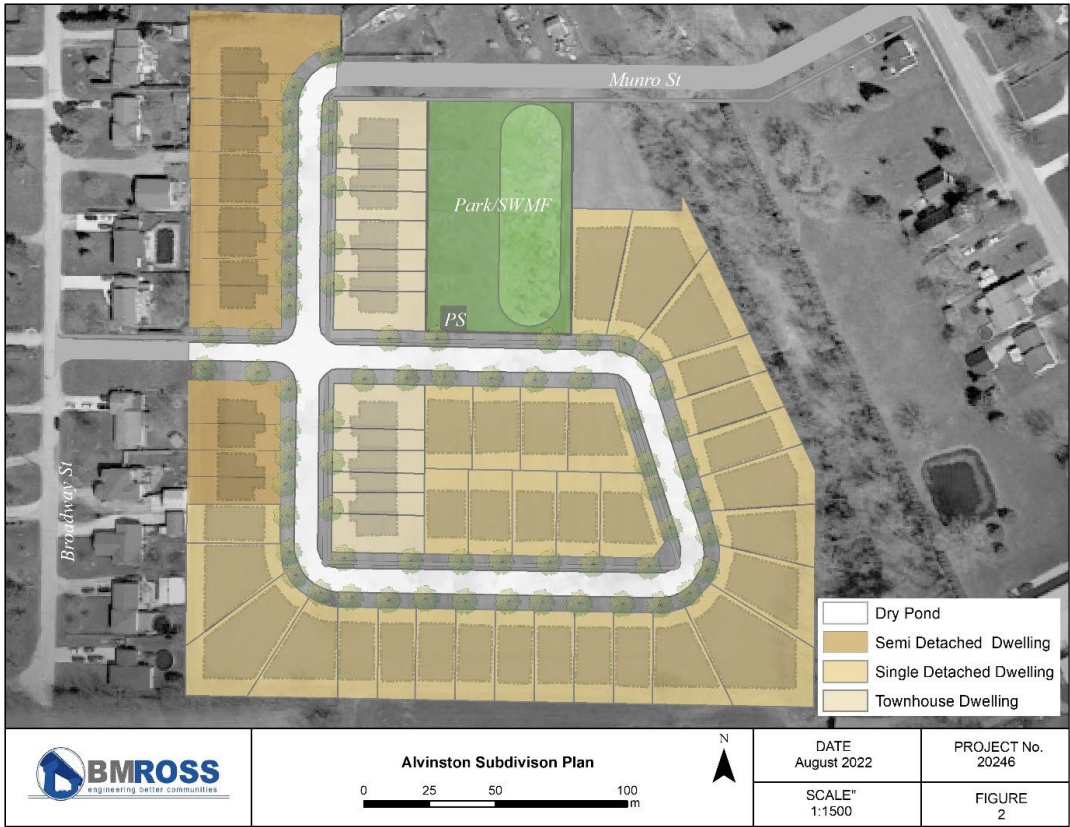 Munro St
Park/SWMF
PS
Broadway St
Dry Pond
Semi Detached Dwelling
Single Detached Dwelling
Townhouse Dwelling
BMROSS
engineering better communities
Alvinston Subdivison Plan
0 25 50 100
m
N
DATE
August 2022
PROJECT No.
20246
SCALE"
1:1500
FIGURE
2